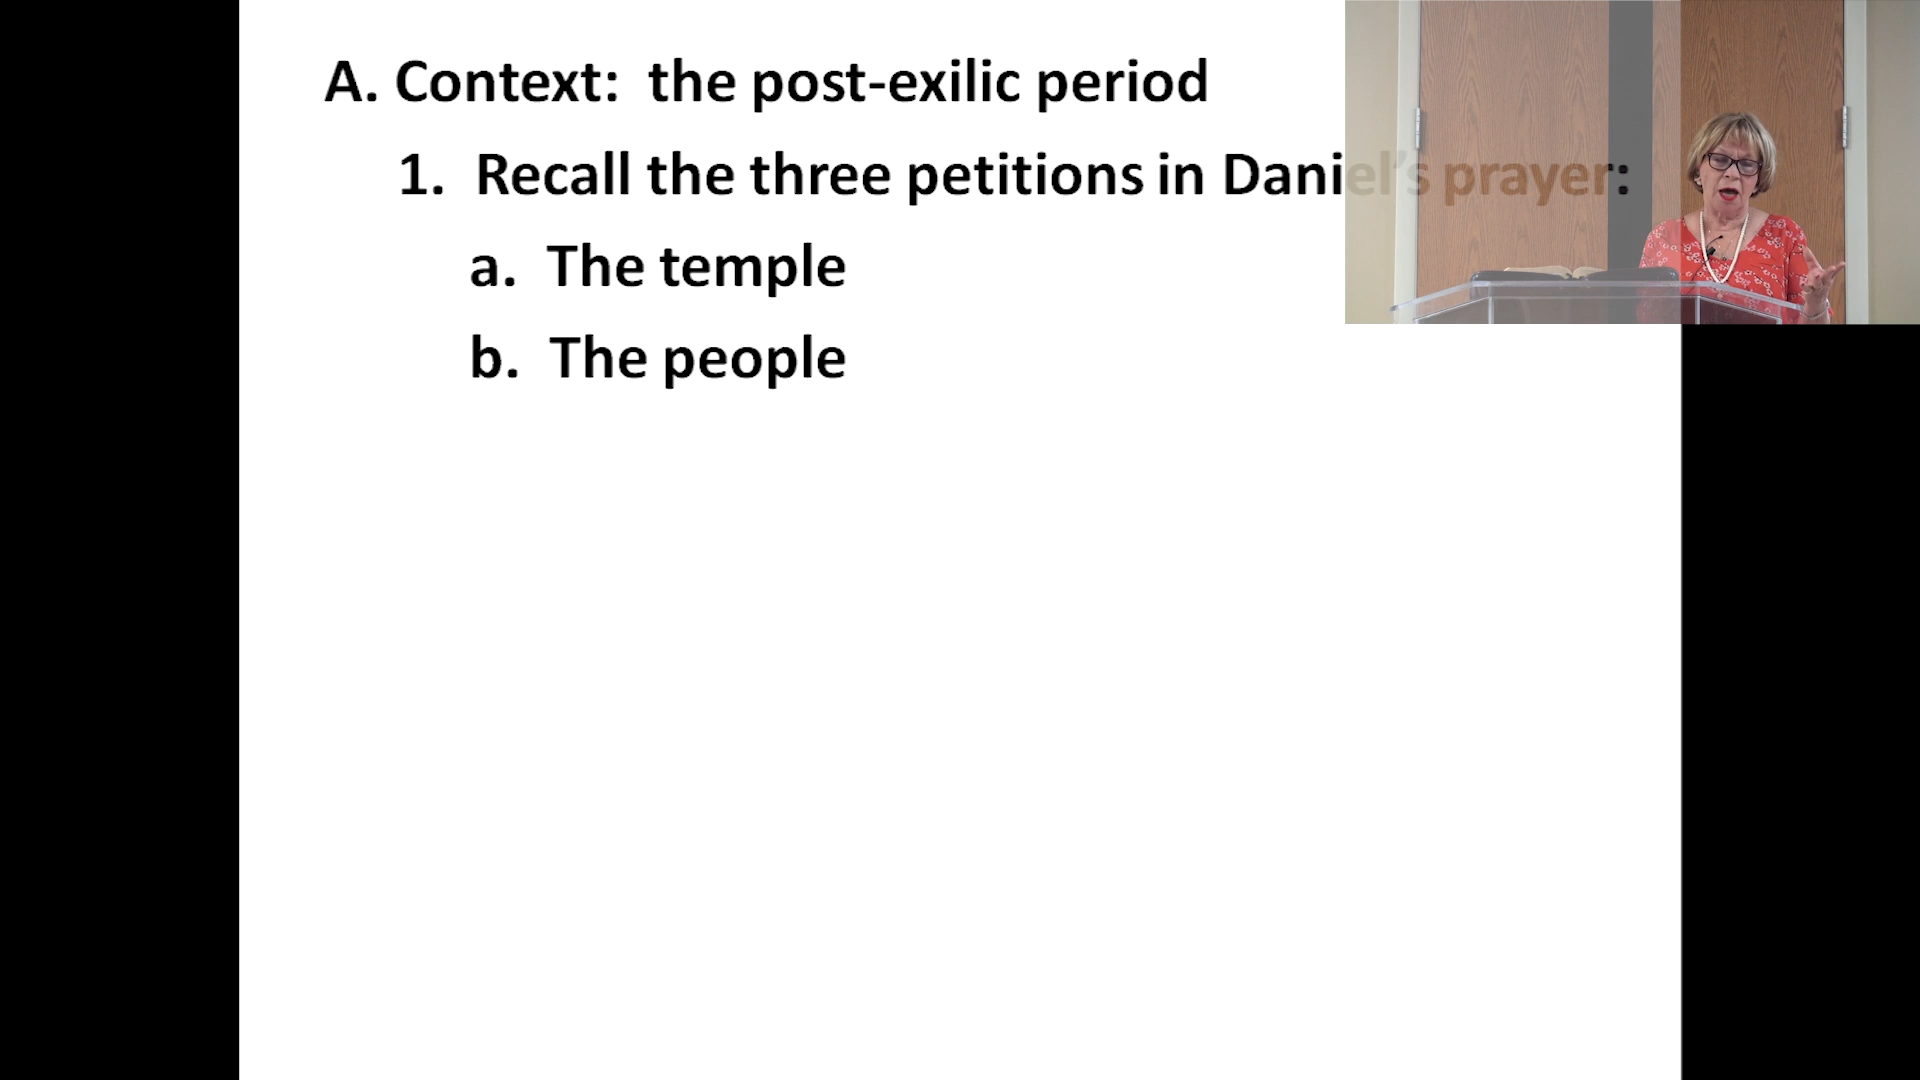 A. Context: the post-exilic period
1. Recall the three petitions in Daniel's prayer:
a. The temple
b. The people